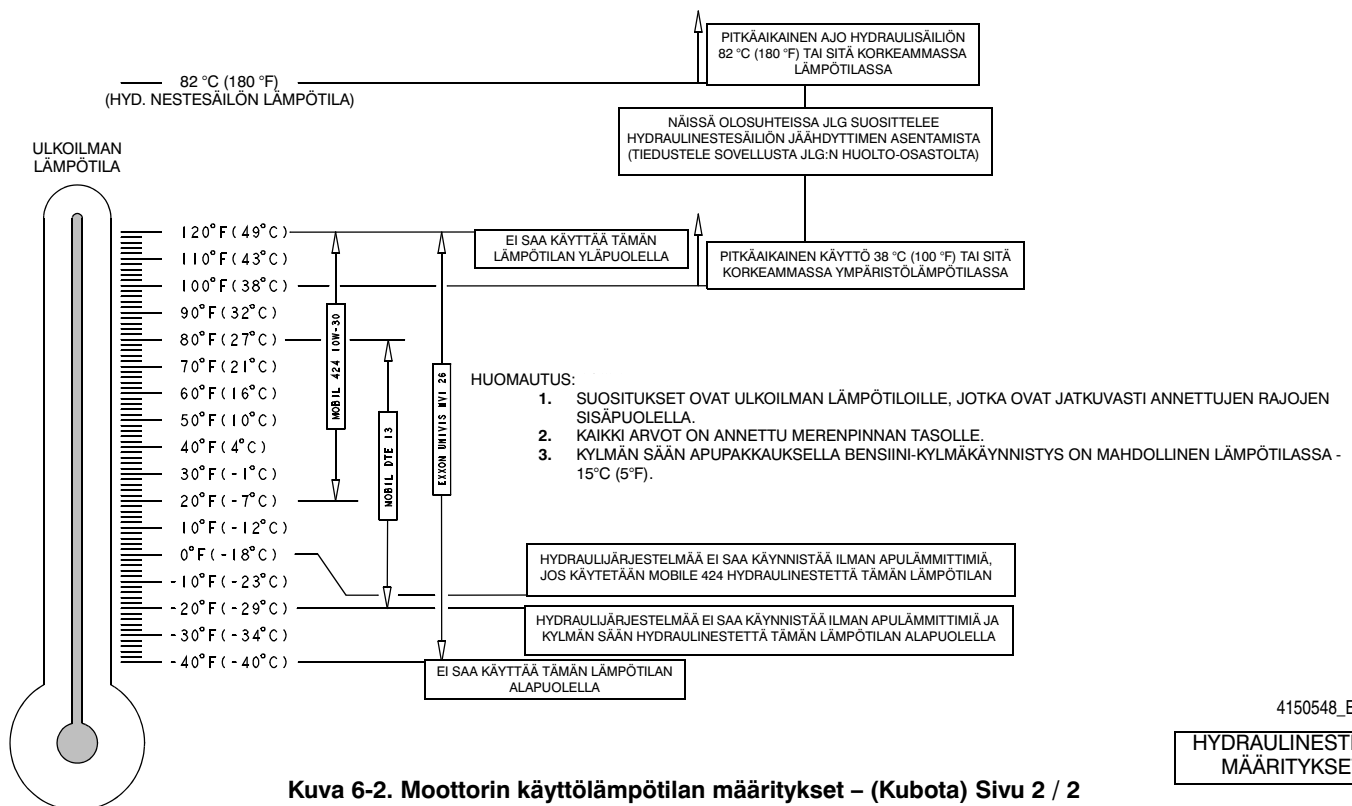 PITKÄAIKAINEN AJO HYDRAULISÄILIÖN
82 °C (180 °F) TAI SITÄ KORKEAMMASSA
LÄMPÖTILASSA
82 °C (180 °F)
(HYD. NESTESÄILÖN LÄMPÖTILA)
NÄISSÄ OLOSUHTEISSA JLG SUOSITTELEE
HYDRAULINESTESÄILIÖN JÄÄHDYTTIMEN ASENTAMISTA
(TIEDUSTELE SOVELLUSTA JLG:N HUOLTO-OSASTOLTA)
ULKOILMAN
LÄMPÖTILA
120°F(49°C)
110°F(43°C)
100°F(38°C)
90°F(32°C)
80°F(27°C)
70°F(21°C)
60°F(16°C)
50°F(10°C)
40°F(4°C)
30°F(-1°C)
20°F(-7°C)
10°F(-12°C)
0°F(-18°C)
-10°F(-23°C)
-20°F(-29°C)
-30°F(-34°C)
-40°F(-40°C)
MOBIL 424 10W-30
MOBIL DTE 13
EXXON UNIVIS MVI 26
EI SAA KÄYTTÄÄ TÄMÄN
LÄMPÖTILAN YLÄPUOLELLA
PITKÄAIKAINEN KÄYTTÖ 38 °C (100 °F) TAI SITÄ
KORKEAMMASSA YMPÄRISTÖLÄMPÖTILASSA
HUOMAUTUS:
1. SUOSITUKSET OVAT ULKOILMAN LÄMPÖTILOILLE, JOTKA OVAT JATKUVASTI ANNETTUJEN RAJOJEN
SISÄPUOLELLA.
2. KAIKKI ARVOT ON ANNETTU MERENPINNAN TASOLLE.
3. KYLMÄN SÄÄN APUPAKKAUKSELLA BENSIINI-KYLMÄKÄYNNISTYS ON MAHDOLLINEN LÄMPÖTILASSA -
15°C (5°F).
HYDRAULIJÄRJESTELMÄÄ EI SAA KÄYNNISTÄÄ ILMAN APULÄMMITTIMIÄ,
JOS KÄYTETÄÄN MOBILE 424 HYDRAULINESTETTÄ TÄMÄN LÄMPÖTILAN
HYDRAULIJÄRJESTELMÄÄ EI SAA KÄYNNISTÄÄ ILMAN APULÄMMITTIMIÄ JA
KYLMÄN SÄÄN HYDRAULINESTETTÄ TÄMÄN LÄMPÖTILAN ALAPUOLELLA
EI SAA KÄYTTÄÄ TÄMÄN LÄMPÖTILAN
ALAPUOLELLA
4150548_E
HYDRAULINESTE
MÄÄRITYKSET
Kuva 6-2. Moottorin käyttölämpötilan määritykset – (Kubota) Sivu 2 / 2